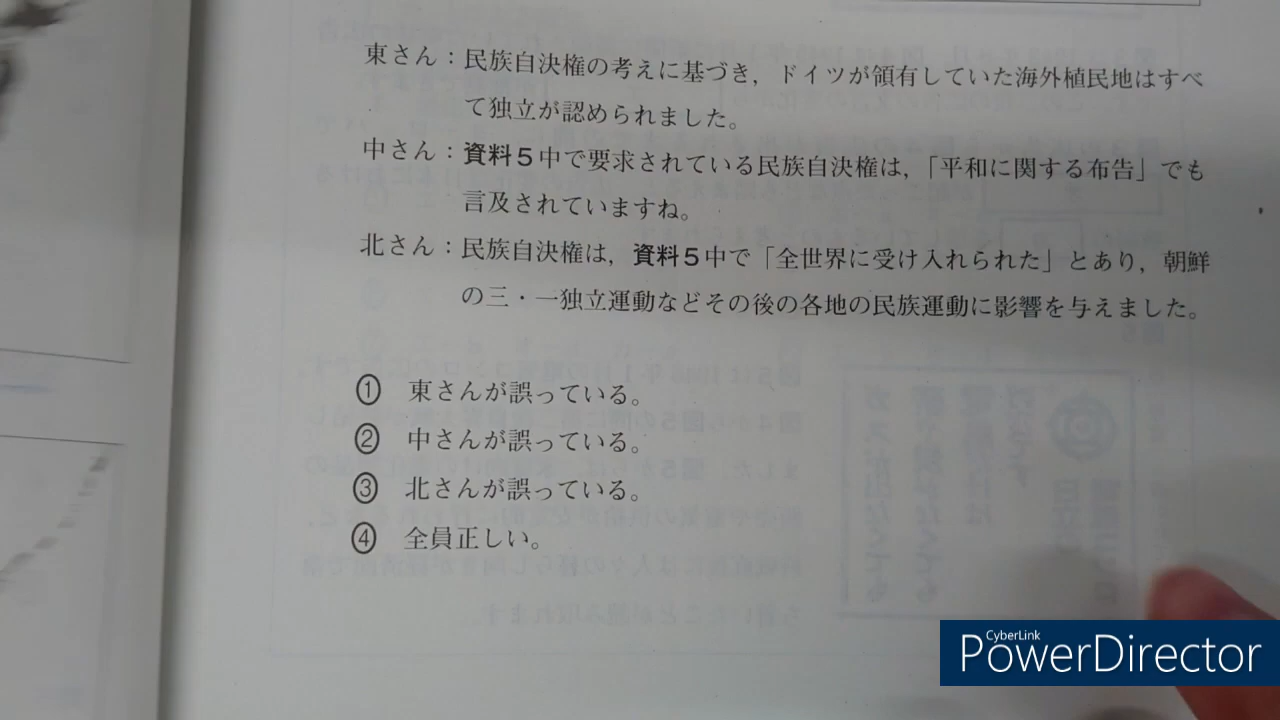 東さん：民族自決権の考えに基づき，ドイツが領有していた海外植民地はすべ
て独立が認められました。
中さん：資料5中で要求されている民族自決権は，「平和に関する布告」でも
言及されていますね。
北さん：民族自決権は，資料5中で「全世界に受け入れられた」とあり，朝鮮
の三・一独立運動などその後の各地の民族運動に影響を与えました。
① 東さんが誤っている。
② 中さんが誤っている。
③ 北さんが誤っている。
④ 全員正しい。
CyberLink
PowerDirector